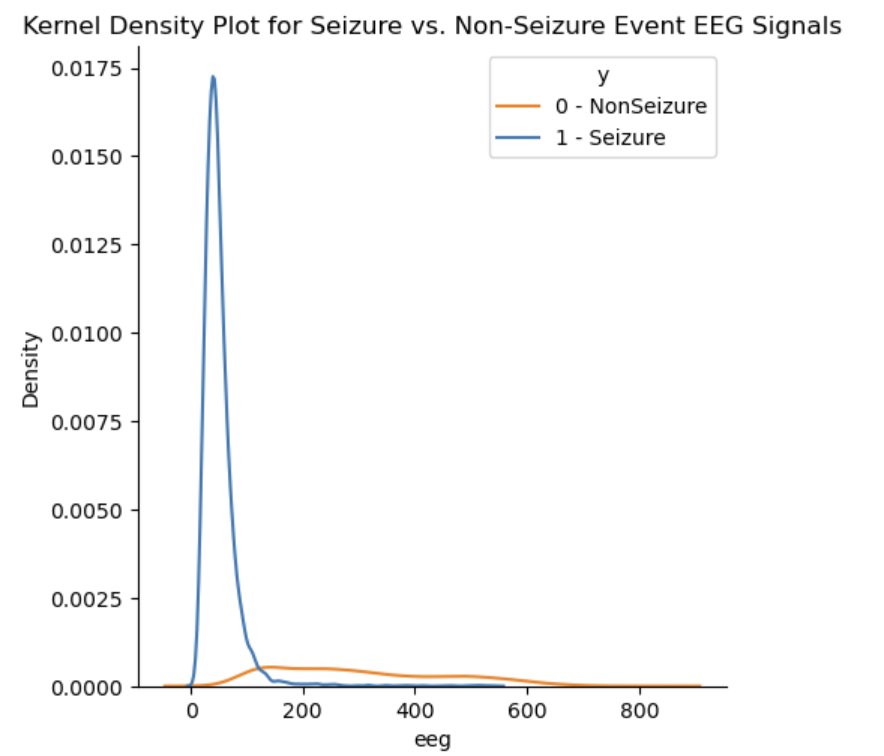 Kernel Density Plot for Seizure vs. Non-Seizure Event EEG Signals
y
0 - NonSeizure
1 - Seizure
0.0175
0.0150
0.0125
0.0100
0.0075
0.0050
0.0025
0.0000
Density
0 200 400 600 800
eeg